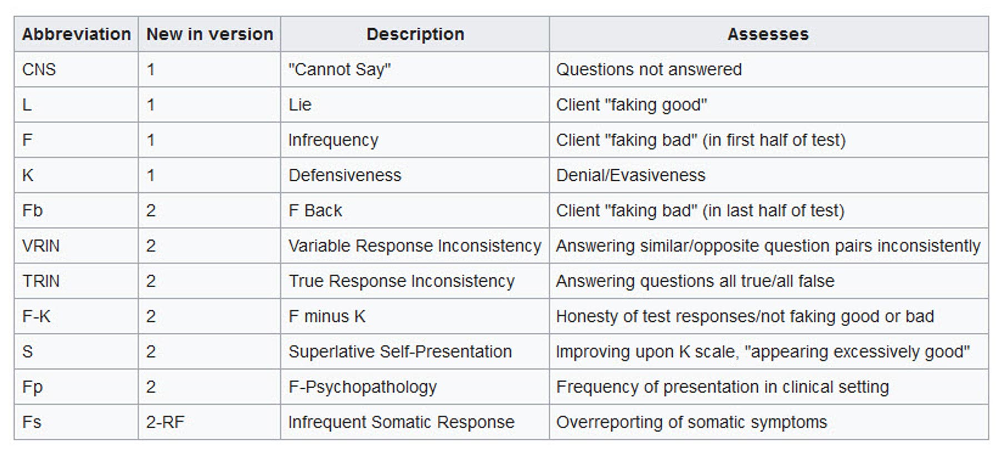 Abbreviation New in version Description Assesses
CNS 1 "Cannot Say" Questions not answered
L 1 Lie Client "faking good"
F 1 Infrequency Client "faking bad" (in first half of test)
K 1 Defensiveness Denial/Evasiveness
Fb 2 F Back Client "faking bad" (in last half of test)
VRIN 2 Variable Response Inconsistency Answering similar/opposite question pairs inconsistently
TRIN 2 True Response Inconsistency Answering questions all true/all false
F-K 2 F minus K Honesty of test responses/not faking good or bad
S 2 Superlative Self-Presentation Improving upon K scale, "appearing excessively good"
Fp 2 F-Psychopathology Frequency of presentation in clinical setting
Fs 2-RF Infrequent Somatic Response Overreporting of somatic symptoms